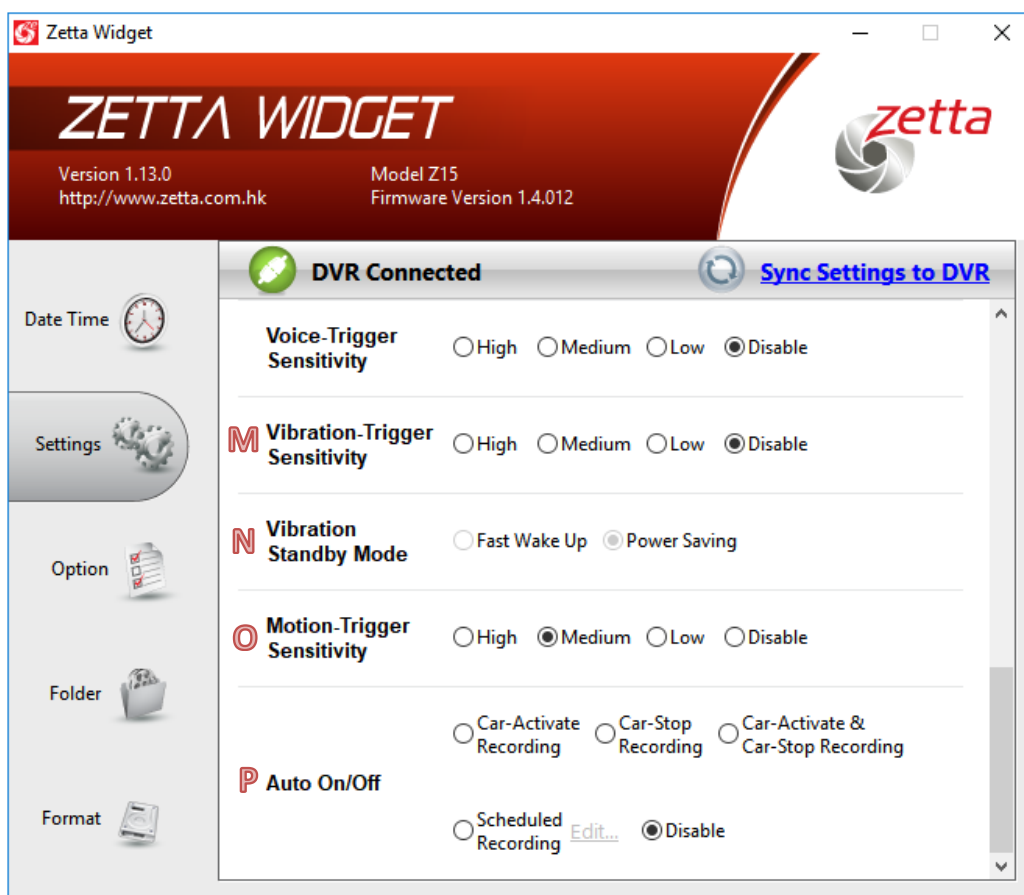 Zetta Widget
ZETTA WIDGET
zetta
Version 1.13.0 Model Z15
http://www.zetta.com.hk Firmware Version 1.4.012
DVR Connected Sync Settings to DVR
Date Time
Settings
Option
Folder
Format
Voice-Trigger
Sensitivity
High Medium Low Disable
M Vibration-Trigger
Sensitivity
High Medium Low Disable
N Vibration
Standby Mode
Fast Wake Up Power Saving
O Motion-Trigger
Sensitivity
High Medium Low Disable
P Auto On/Off
Car-Activate
Recording
Car-Stop
Recording
Car-Activate &
Car-Stop Recording
Scheduled
Recording
Edit...
Disable